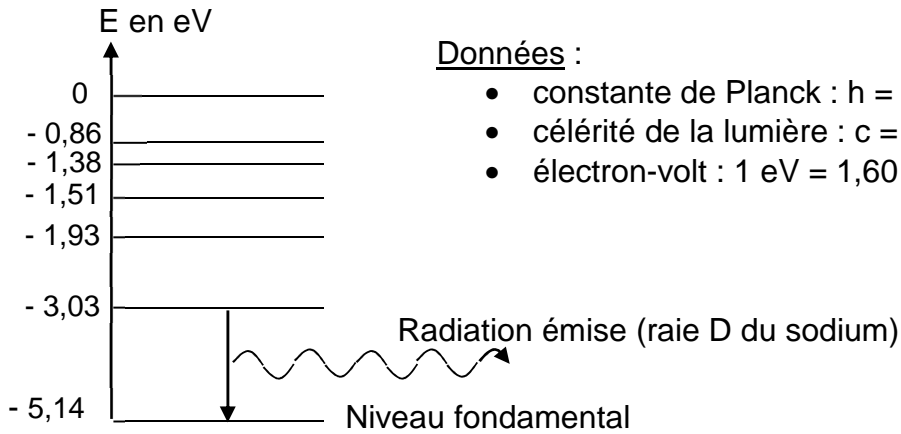 E en eV
Données :
• constante de Planck : h =
• célérité de la lumière : c =
• électron-volt : 1 eV = 1,60
0
- 0,86
- 1,38
- 1,51
- 1,93
- 3,03
Radiation émise (raie D du sodium)
- 5,14
Niveau fondamental